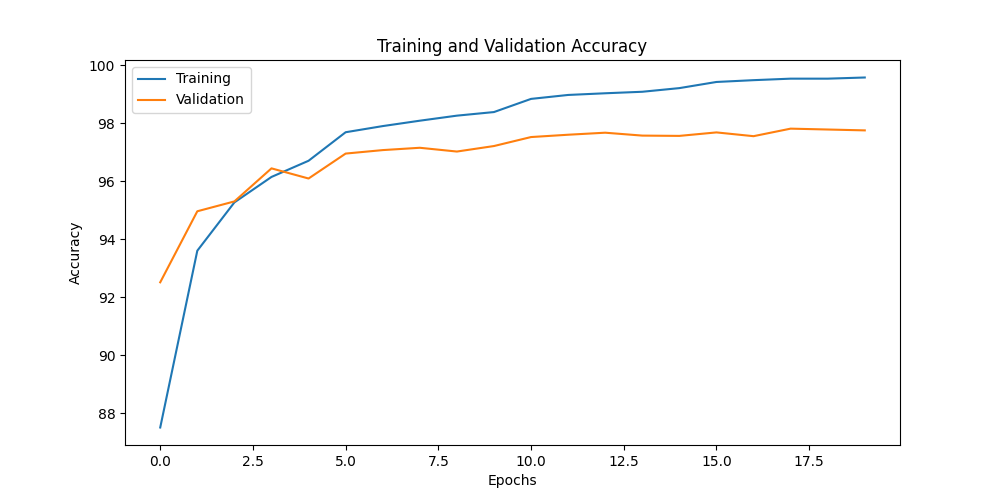 Training and Validation Accuracy
100
98
96
94
92
90
88
Accuracy
Training
Validation
0.0 2.5 5.0 7.5 10.0 12.5 15.0 17.5
Epochs